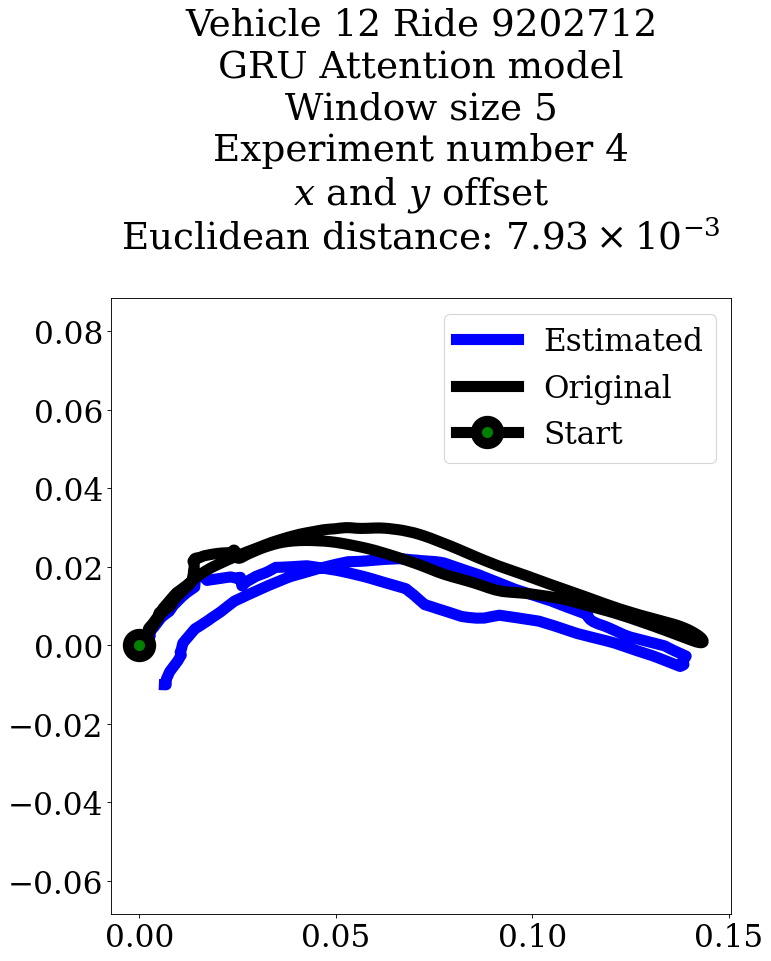 Vehicle 12 Ride 9202712
GRU Attention model
Window size 5
Experiment number 4
x and y offset
Euclidean distance: 7.93 × 10⁻³
Estimated
Original
Start
0.08
0.06
0.04
0.02
0.00
−0.02
−0.04
−0.06
0.00 0.05 0.10 0.15